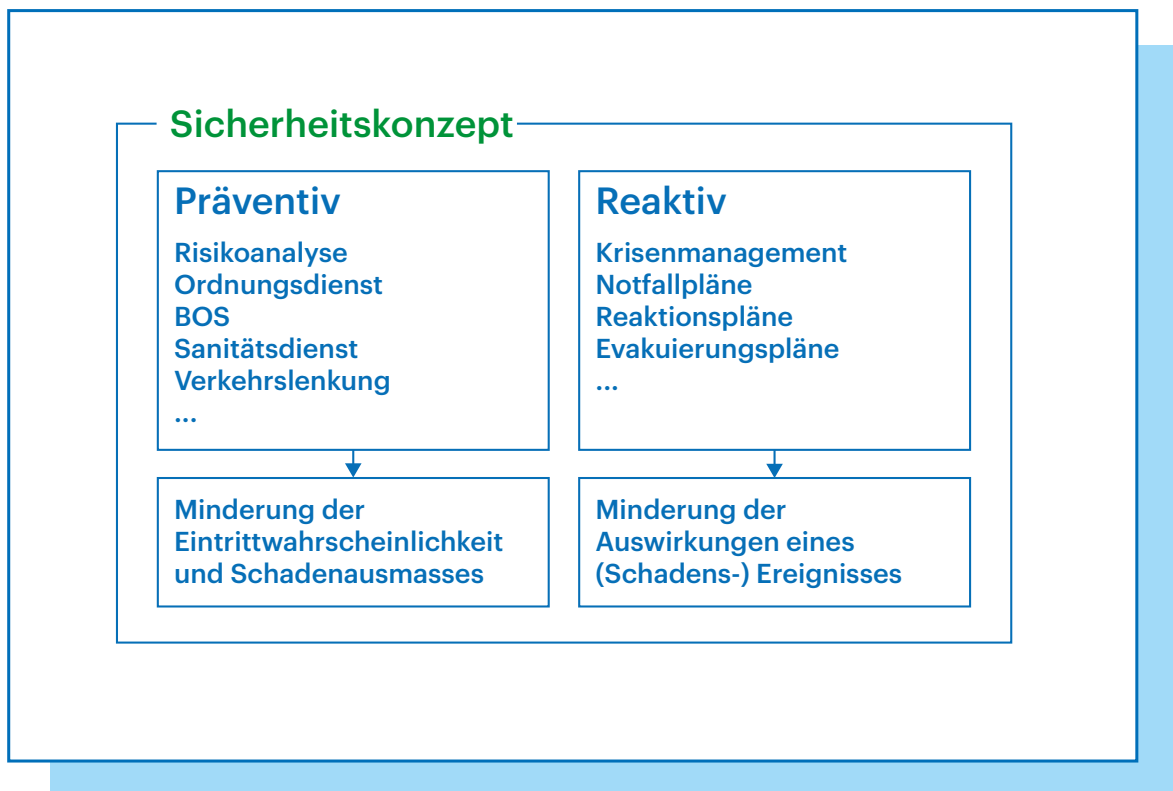 Sicherheitskonzept
Präventiv
Risikoanalyse
Ordnungsdienst
BOS
Sanitätsdienst
Verkehrslenkung
...
Minderung der
Eintrittwahrscheinlichkeit
und Schadenausmasses
Reaktiv
Krisenmanagement
Notfallpläne
Reaktionspläne
Evakuierungspläne
...
Minderung der
Auswirkungen eines
(Schadens-) Ereignisses